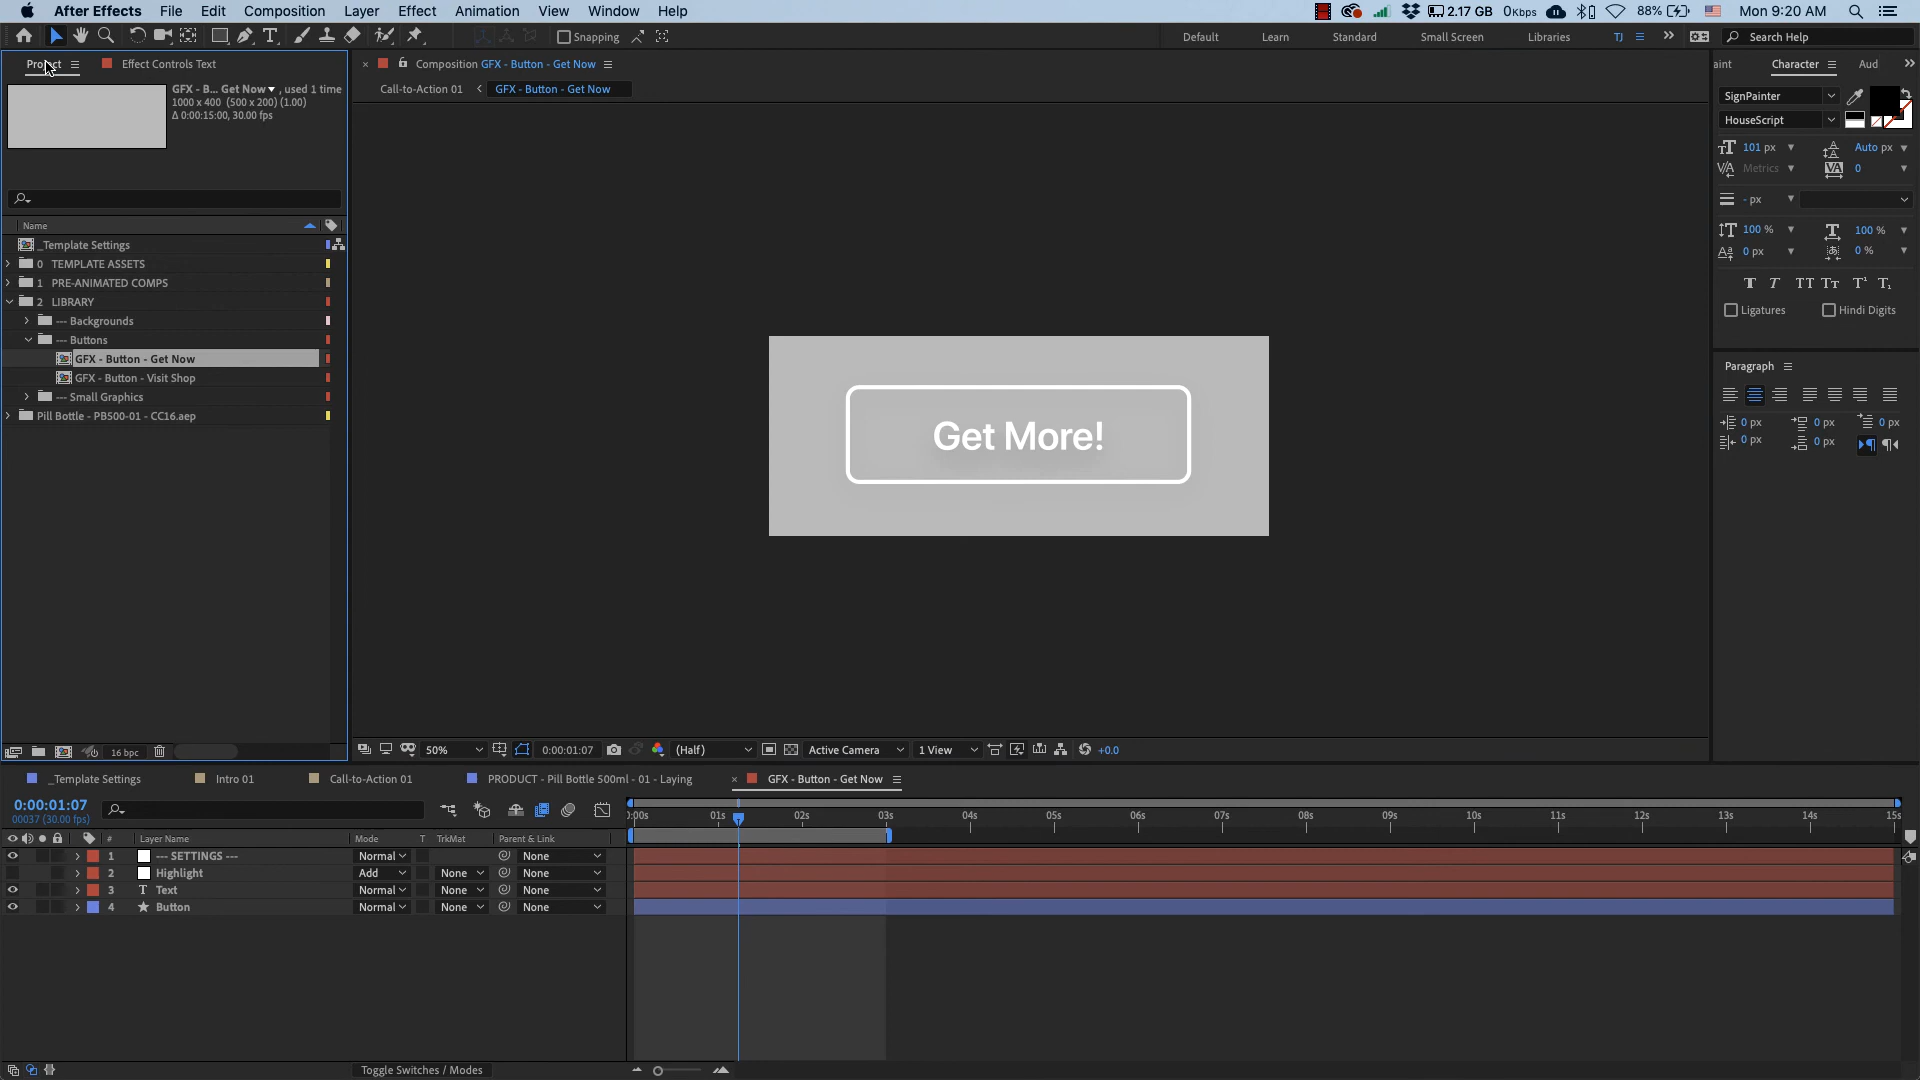 After Effects File Edit Composition Layer Effect Animation View Window Help 2.17 GB 0Kbps 88% Mon 9:20 AM
Snapping Default Learn Standard Small Screen Libraries TJ Search Help
Project Effect Controls Text
GFX - B... Get Now , used 1 time
1000 x 400 (500 x 200) (1.00)
Δ 0:00:15:00, 30.00 fps
Name
_Template Settings
0 TEMPLATE ASSETS
1 PRE-ANIMATED COMPS
2 LIBRARY
--- Backgrounds
--- Buttons
GFX - Button - Get Now
GFX - Button - Visit Shop
--- Small Graphics
Pill Bottle - PB500-01 - CC16.aep
16 bpc
Composition GFX - Button - Get Now
Call-to-Action 01 GFX - Button - Get Now
Get More!
50% 0:00:01:07 (Half) Active Camera 1 View +0.0
aint Character Aud
SignPainter
HouseScript
101 px Auto px
Metrics 0
- px
100 % 100 %
0 px 0 %
T T TT Tt T¹ T₁
Ligatures Hindi Digits
Paragraph
0 px 0 px 0 px
0 px 0 px
_Template Settings Intro 01 Call-to-Action 01 PRODUCT - Pill Bottle 500ml - 01 - Laying GFX - Button - Get Now
0:00:01:07
00037 (30.00 fps)
:00s 01s 02s 03s 04s 05s 06s 07s 08s 09s 10s 11s 12s 13s 14s 15s
# Layer Name Mode T TrkMat Parent & Link
1 --- SETTINGS --- Normal None
2 Highlight Add None None
3 T Text Normal None None
4 Button Normal None None
Toggle Switches / Modes